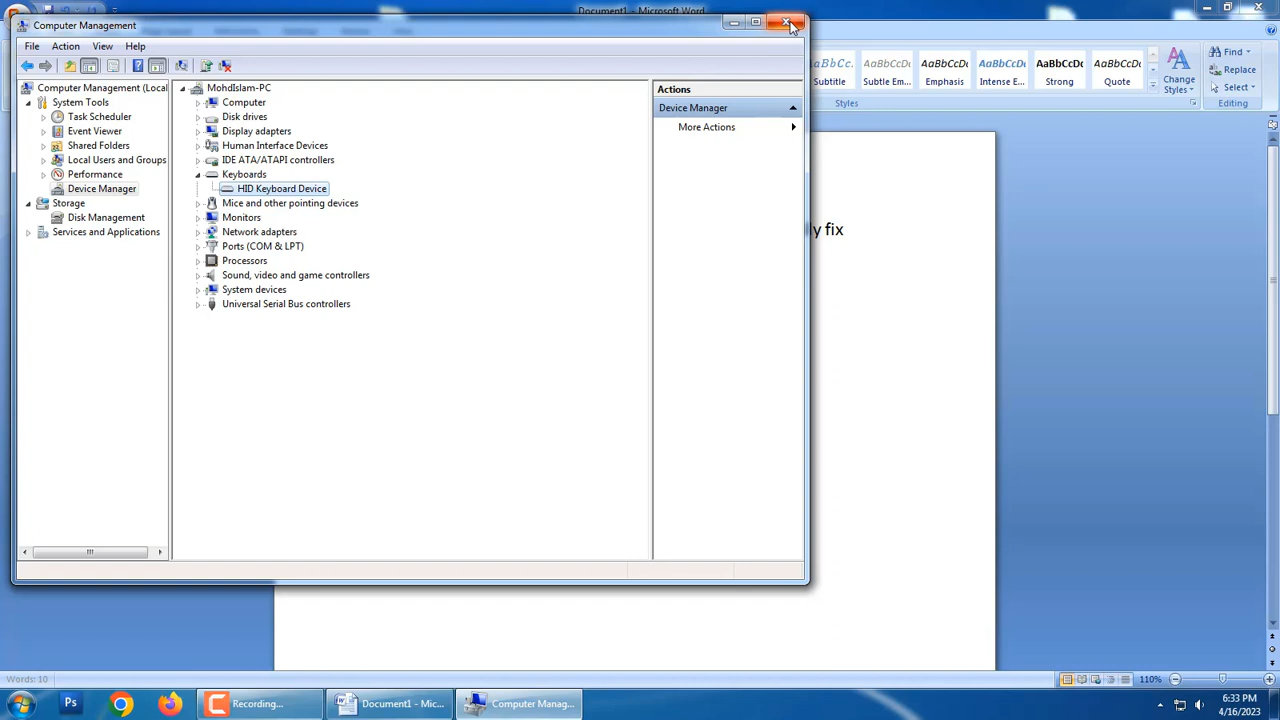 Document1 - Microsoft Word
Computer Management
File Action View Help
Computer Management (Local
System Tools
Task Scheduler
Event Viewer
Shared Folders
Local Users and Groups
Performance
Device Manager
Storage
Disk Management
Services and Applications
MohdIslam-PC
Computer
Disk drives
Display adapters
Human Interface Devices
IDE ATA/ATAPI controllers
Keyboards
HID Keyboard Device
Mice and other pointing devices
Monitors
Network adapters
Ports (COM & LPT)
Processors
Sound, video and game controllers
System devices
Universal Serial Bus controllers
Actions
Device Manager
More Actions
AaBbCcDc AaBbCcDc AaBbCcDc AaBbCcDc AaBbCcDc
Subtitle Subtle Em... Emphasis Intense E... Strong Quote
Change
Styles
Styles
Find
Replace
Select
Editing
ly fix
Words: 10
110%
Ps
Recording...
Document1 - Mic...
Computer Manag...
6:33 PM
4/16/2023